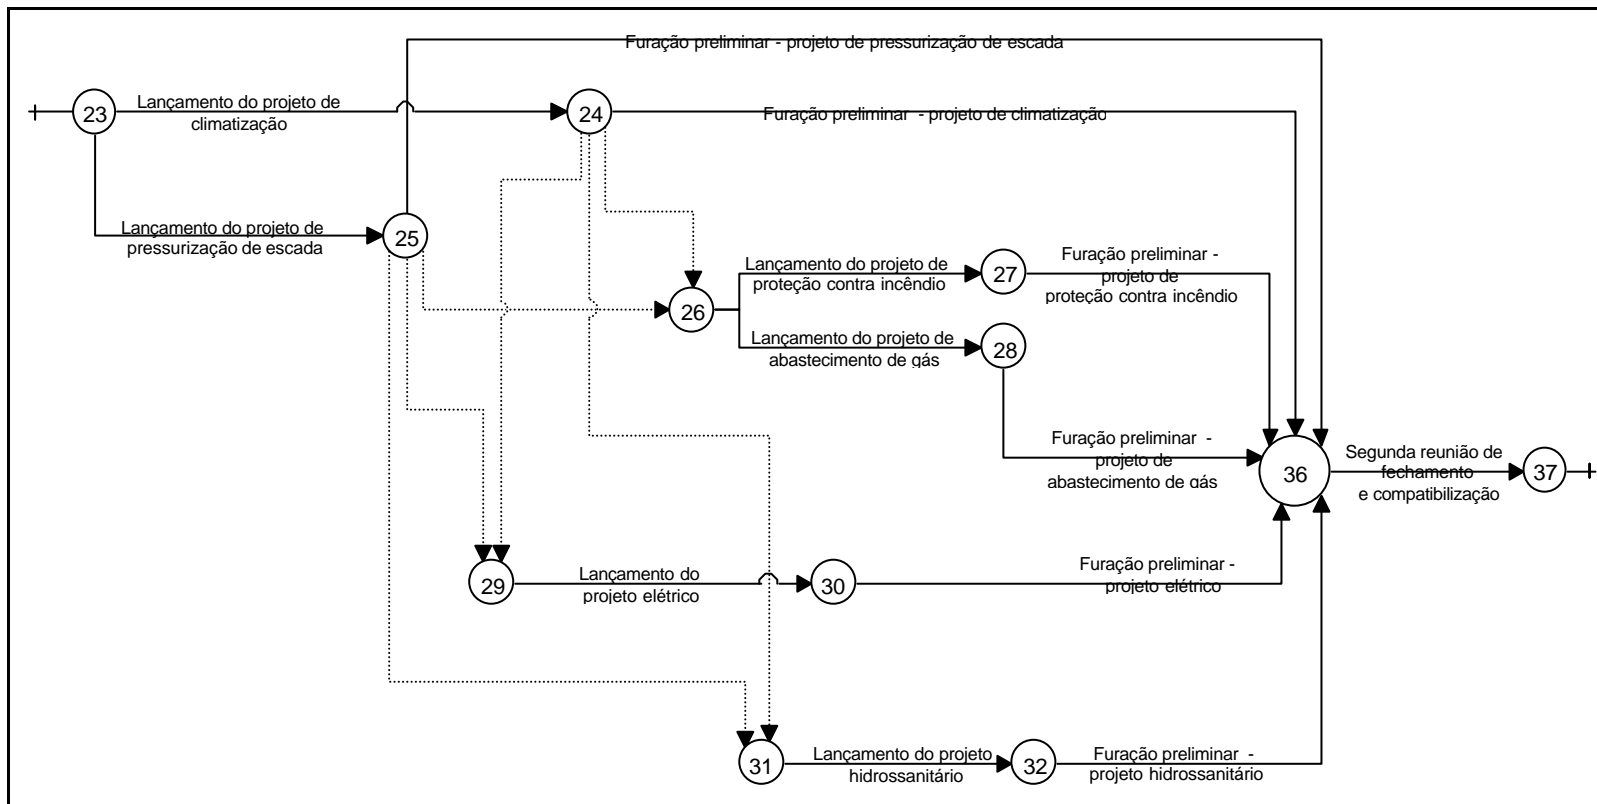 Furação preliminar - projeto de pressurização de escada
23
Lançamento do projeto de
climatização
24
Furação preliminar - projeto de climatização
Lançamento do projeto de
pressurização de escada
25
26
Lançamento do projeto de
proteção contra incêndio
27
Furação preliminar -
projeto de
proteção contra incêndio
Lançamento do projeto de
abastecimento de gás
28
Furação preliminar -
projeto de
abastecimento de gás
36
Segunda reunião de
fechamento
e compatibilização
37
29
Lançamento do
projeto elétrico
30
Furação preliminar -
projeto elétrico
31
Lançamento do projeto
hidrossanitário
32
Furação preliminar -
projeto hidrossanitário